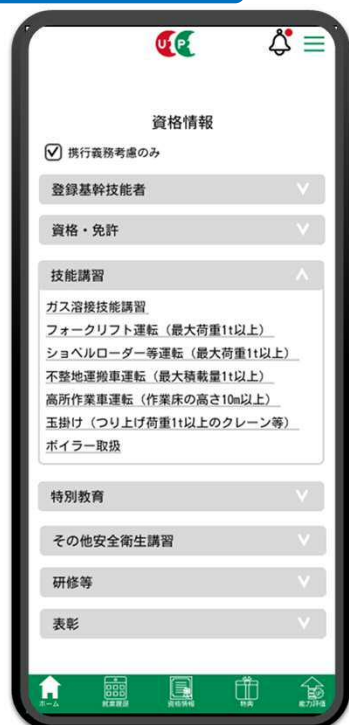 資格情報
携行義務考慮のみ
登録基幹技能者
資格・免許
技能講習
ガス溶接技能講習
フォークリフト運転（最大荷重1t以上）
ショベルローダー等運転（最大荷重1t以上）
不整地運搬車運転（最大積載量1t以上）
高所作業車運転（作業床の高さ10m以上）
玉掛け（つり上げ荷重1t以上のクレーン等）
ボイラー取扱
特別教育
その他安全衛生講習
研修等
表彰
ホーム 就業履歴 資格情報 特典 能力評価